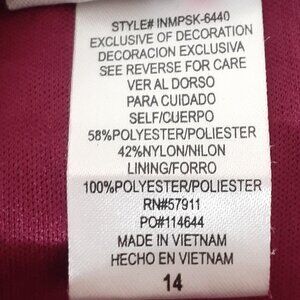 STYLE# INMPSK-6440
EXCLUSIVE OF DECORATION
DECORACION EXCLUSIVA
SEE REVERSE FOR CARE
VER AL DORSO
PARA CUIDADO
SELF/CUERPO
58%POLYESTER/POLIESTER
42%NYLON/NILON
LINING/FORRO
100%POLYESTER/POLIESTER
RN#57911
PO#114644
MADE IN VIETNAM
HECHO EN VIETNAM
14